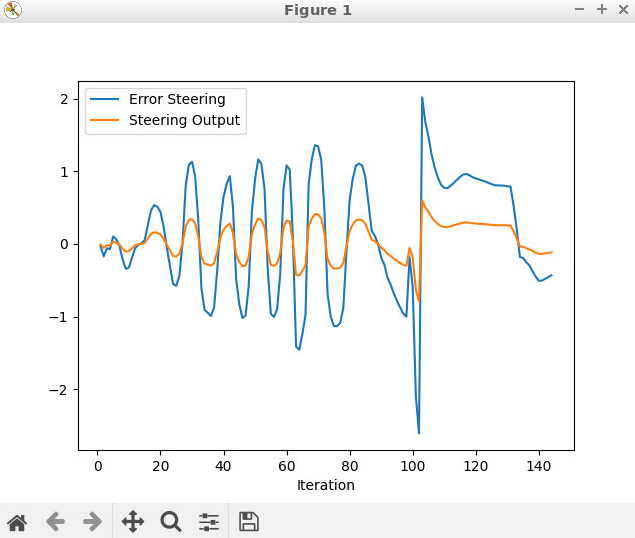 Figure 1
Error Steering
Steering Output
2
1
0
−1
−2
0 20 40 60 80 100 120 140
Iteration